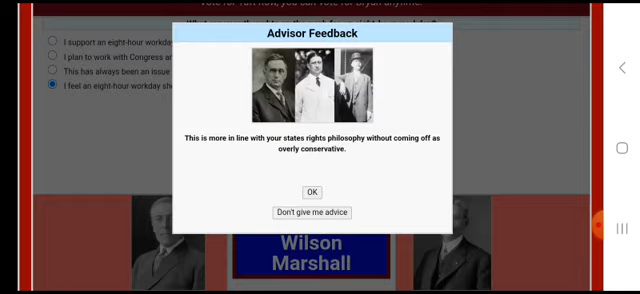 Vote for Taft now, you can vote for Bryan anytime.
Advisor Feedback
I support an eight-hour workda
I plan to work with Congress a
This has always been an issue
I feel an eight-hour workday sh
This is more in line with your states rights philosophy without coming off as
overly conservative.
OK
Don't give me advice
Wilson
Marshall